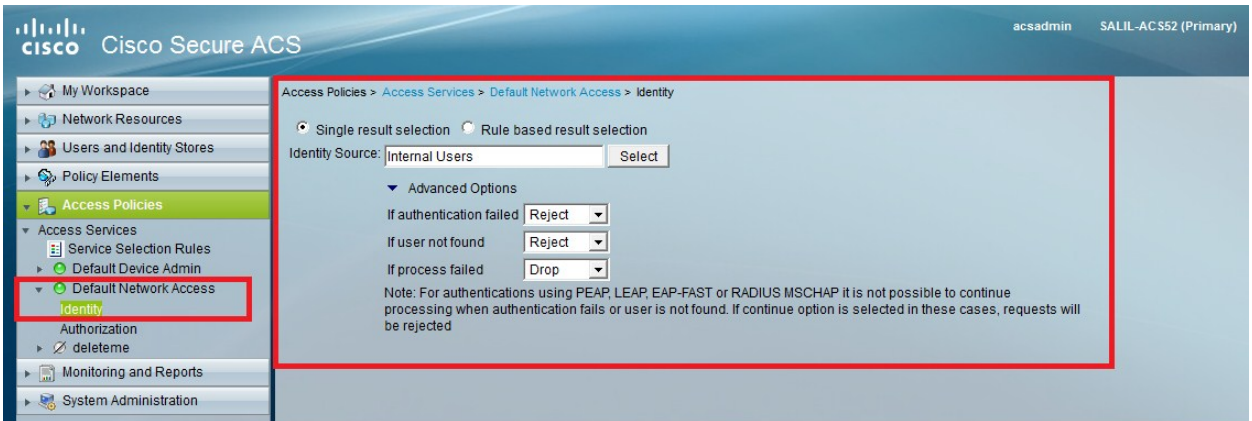 acsadmin SALIL-ACS52 (Primary)
CISCO Cisco Secure ACS
My Workspace
Network Resources
Users and Identity Stores
Policy Elements
Access Policies
Access Services
Service Selection Rules
Default Device Admin
Default Network Access
Identity
Authorization
deleteme
Monitoring and Reports
System Administration
Access Policies > Access Services > Default Network Access > Identity
Single result selection Rule based result selection
Identity Source: Internal Users Select
Advanced Options
If authentication failed Reject
If user not found Reject
If process failed Drop
Note: For authentications using PEAP, LEAP, EAP-FAST or RADIUS MSCHAP it is not possible to continue
processing when authentication fails or user is not found. If continue option is selected in these cases, requests will
be rejected